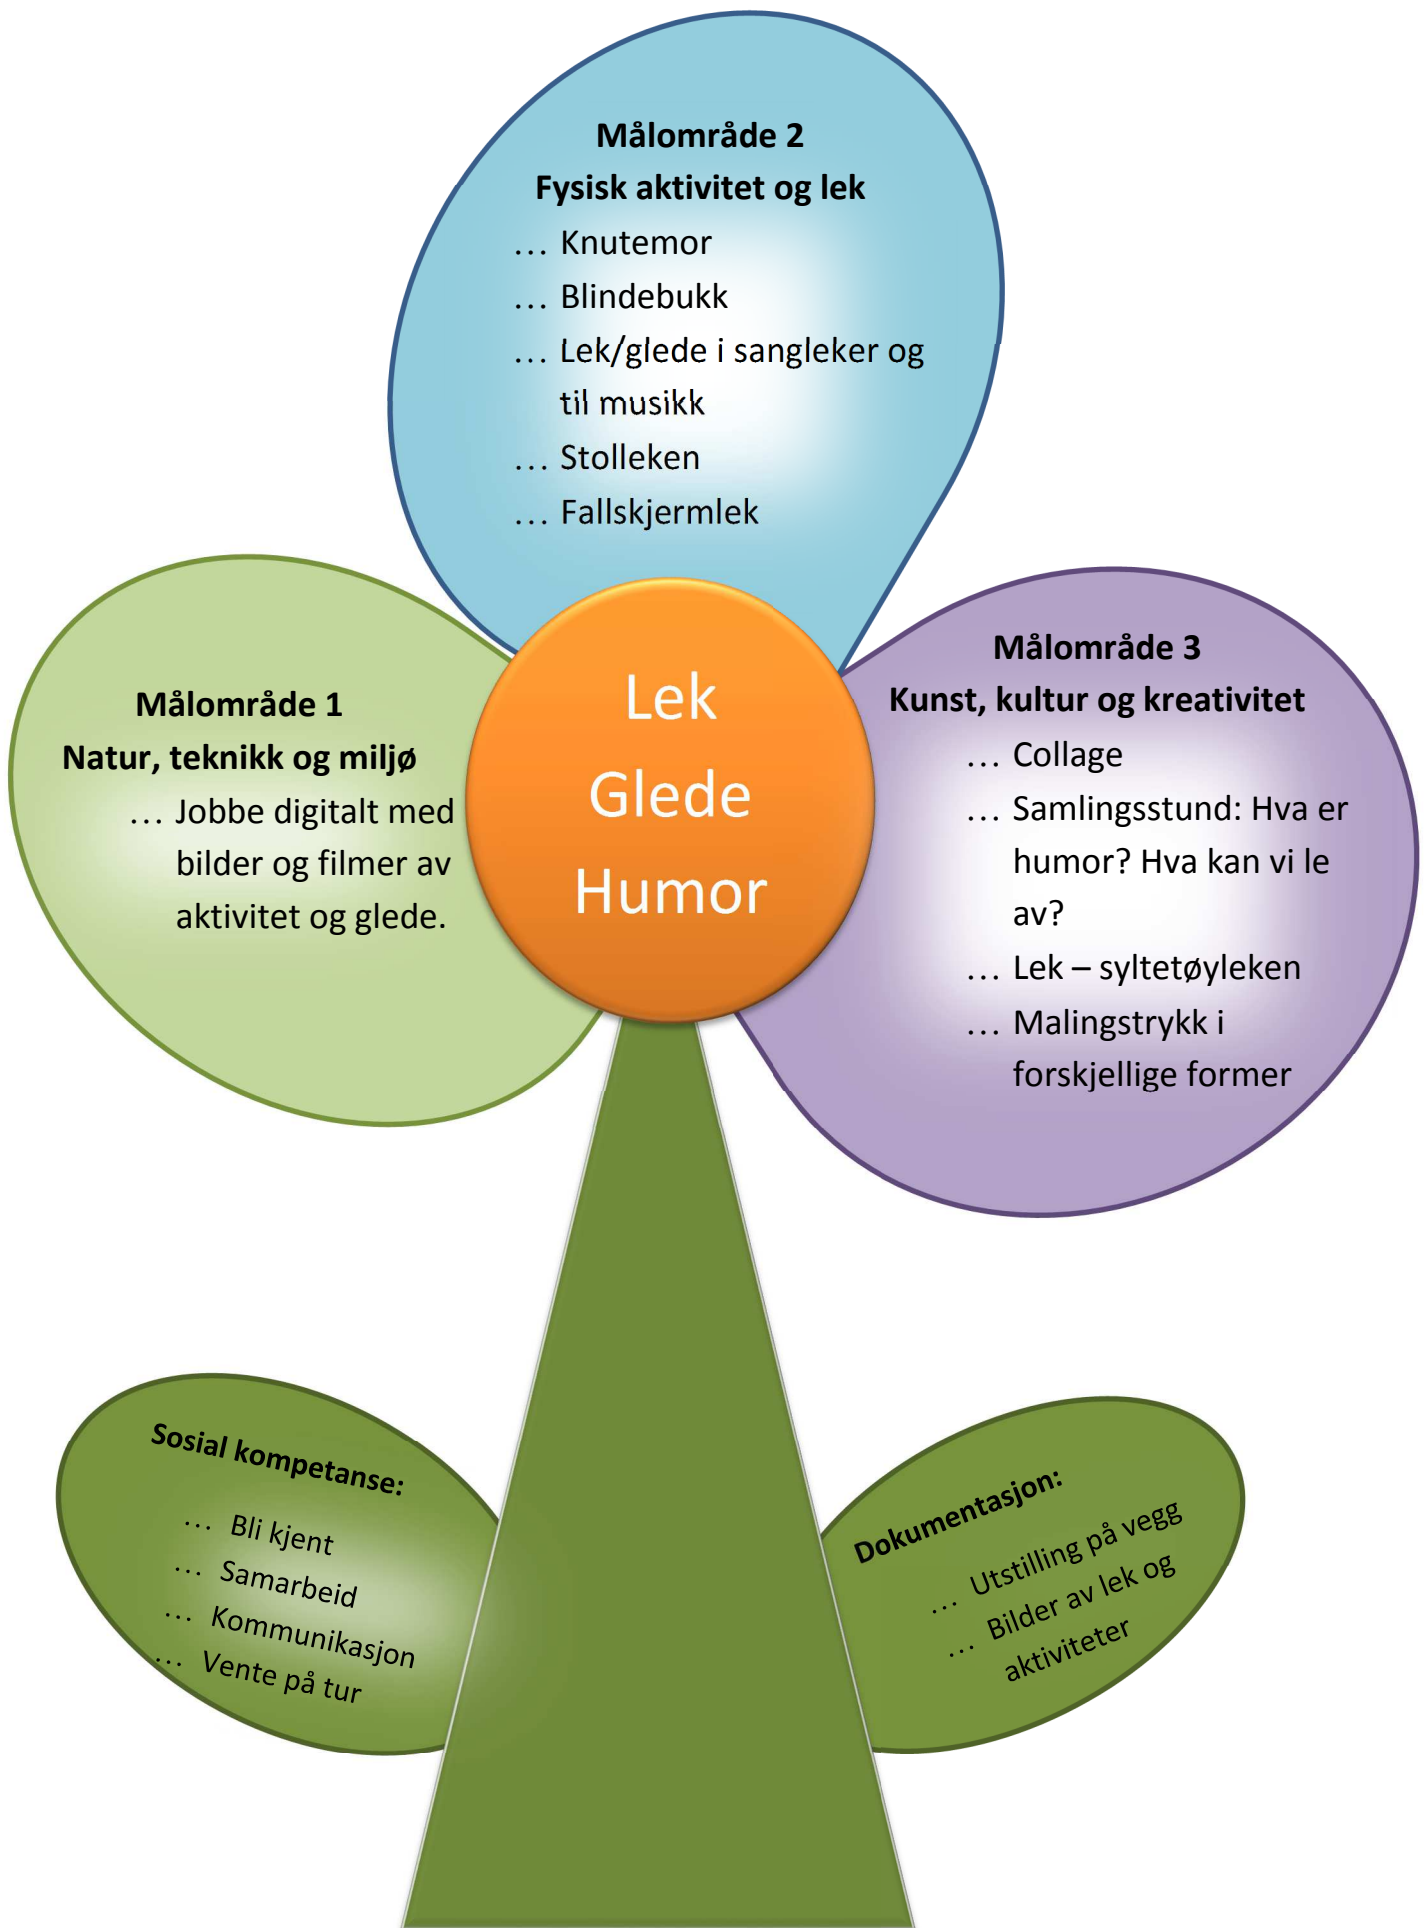 Målområde 2
Fysisk aktivitet og lek
… Knutemor
… Blindebukk
… Lek/glede i sangleker og
til musikk
… Stolleken
… Fallskjermlek
Målområde 1
Natur, teknikk og miljø
… Jobbe digitalt med
bilder og filmer av
aktivitet og glede.
Lek
Glede
Humor
Målområde 3
Kunst, kultur og kreativitet
… Collage
… Samlingsstund: Hva er
humor? Hva kan vi le
av?
… Lek – syltetøyleken
… Malingstrykk i
forskjellige former
Sosial kompetanse:
… Bli kjent
… Samarbeid
… Kommunikasjon
… Vente på tur
Dokumentasjon:
… Utstilling på vegg
… Bilder av lek og
aktiviteter